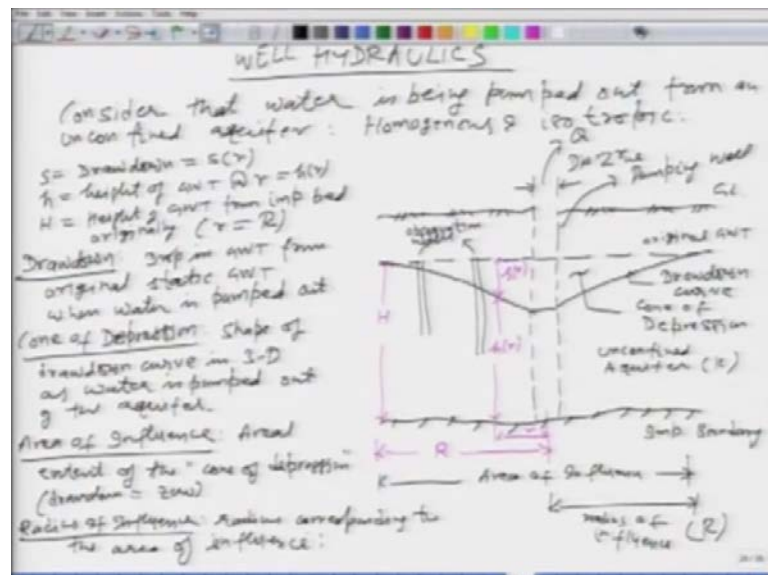 WELL HYDRAULICS
Consider that water is being pumped out from an
unconfined aquifer : Homogenous & isotropic.
S = Drawdown = s(r)
h = height of GWT @ r = h(r)
H = Height of GWT from imp bed
originally (r = R)
Drawdown: Drop in GWT from
original static GWT
when water is pumped out
Cone of Depression: Shape of
drawdown curve in 3-D
as water is pumped out
of the aquifer.
Area of Influence: Areal
extent of the "cone of depression"
(drawdown = zero)
Radius of Influence: radius corresponding to
the area of influence:
Q
Pumping well
G.L.
observation
original GWT
s(r)
Drawdown
curve
Cone of
Depression
H
h(r)
unconfined
Aquifer (K)
Imp. Boundary
R
Area of Influence
radius of
influence (R)